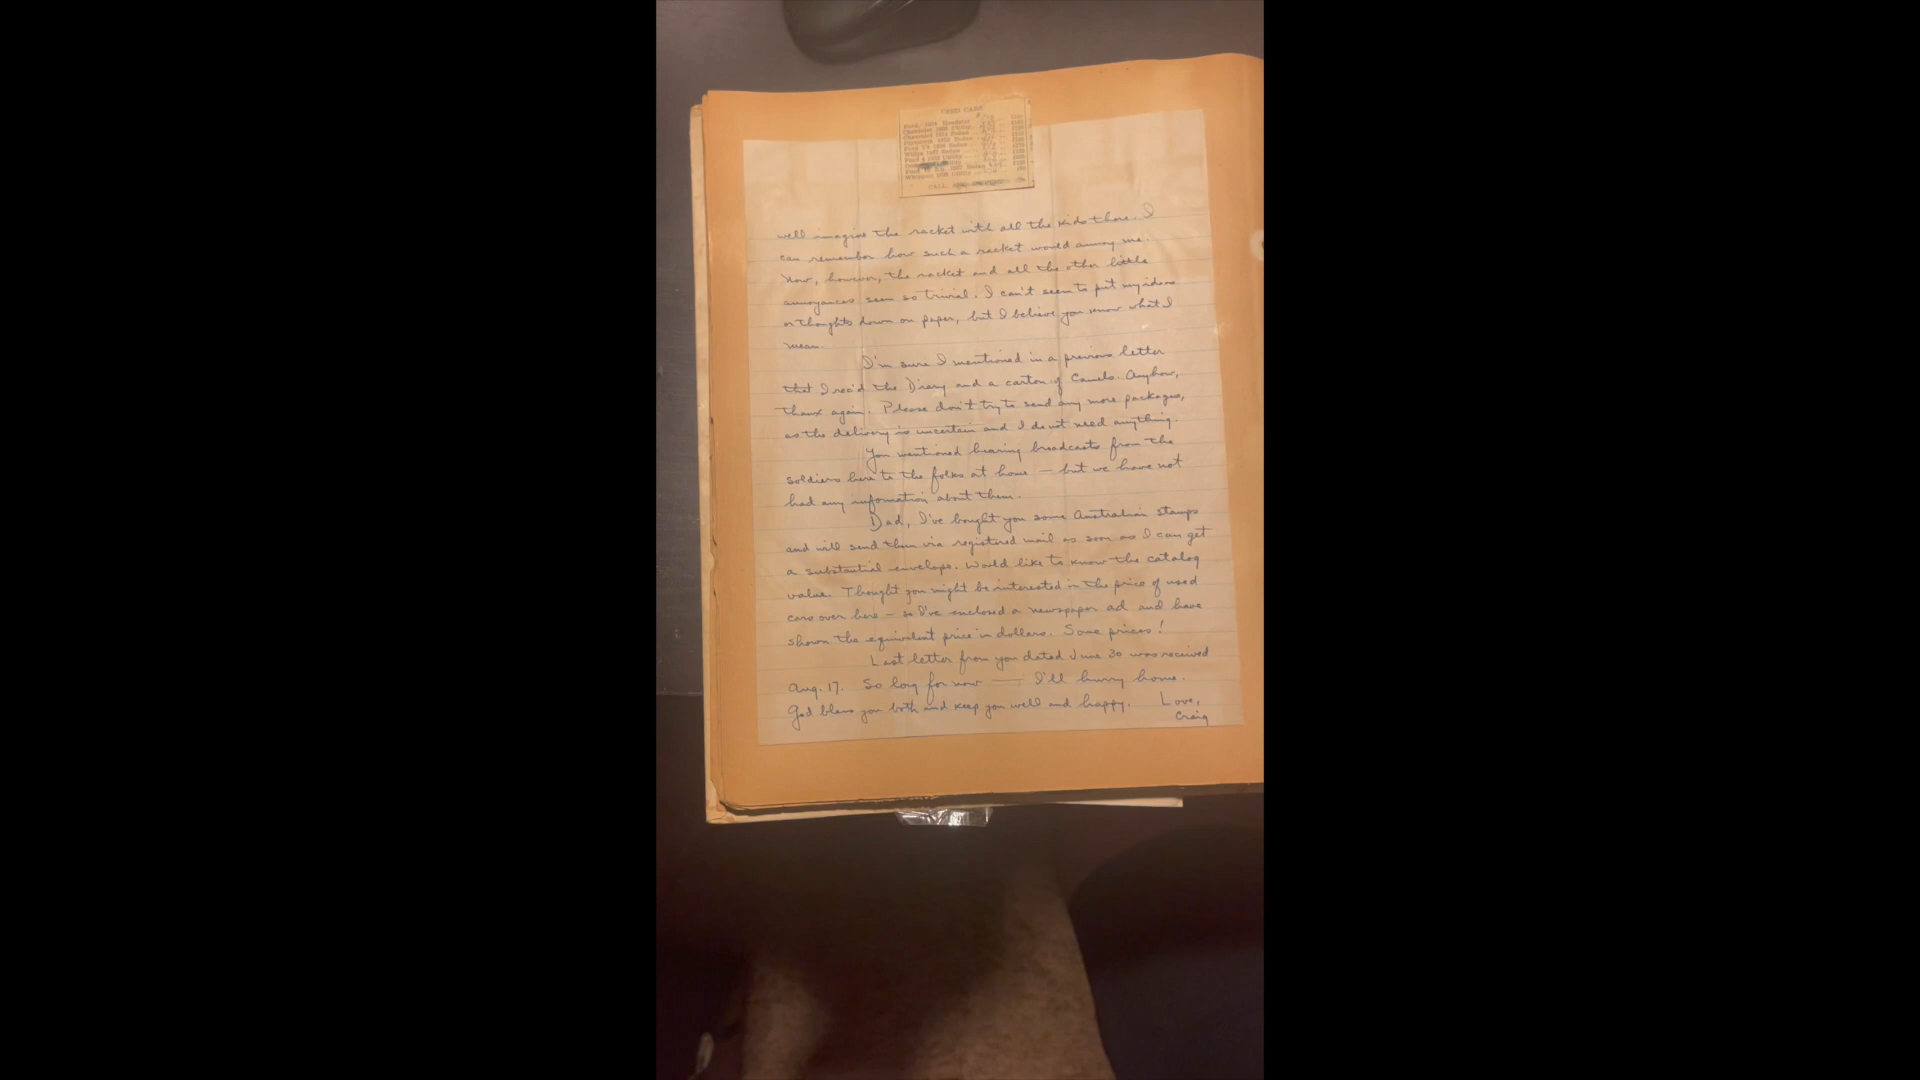 USED CARS
CALL
well imagine the racket with all the kids there. I
can remember how such a racket would annoy me.
Now, however, the racket and all the other little
annoyances seem so trivial. I can't seem to put my ideas
or thoughts down on paper, but I believe you know what I
mean.
I'm sure I mentioned in a previous letter
that I rec'd the Diary and a carton of Camels. Anyhow,
thanx again. Please don't try to send any more packages,
as the delivery is uncertain and I do not need anything.
You mentioned hearing broadcasts from the
soldiers here to the folks at home — but we have not
had any information about them.
Dad, I've bought you some Australian stamps
and will send them via registered mail as soon as I can get
a substantial envelope. Would like to know the catalog
value. Thought you might be interested in the price of used
cars over here — so I've enclosed a newspaper ad and have
shown the equivalent price in dollars. Some prices!
Last letter from you dated June 30 was received
Aug. 17. So long for now —— I'll hurry home.
God bless you both and keep you well and happy. Love,
Craig